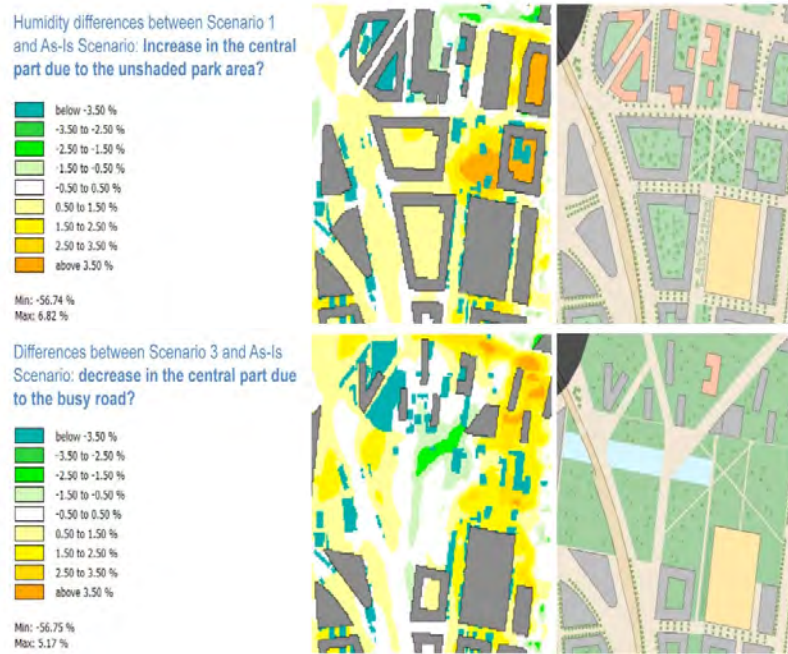 Humidity differences between Scenario 1
and As-Is Scenario: Increase in the central
part due to the unshaded park area?
below -3.50 %
-3.50 to -2.50 %
-2.50 to -1.50 %
-1.50 to -0.50 %
-0.50 to 0.50 %
0.50 to 1.50 %
1.50 to 2.50 %
2.50 to 3.50 %
above 3.50 %
Min: -56.74 %
Max: 6.82 %
Differences between Scenario 3 and As-Is
Scenario: decrease in the central part due
to the busy road?
below -3.50 %
-3.50 to -2.50 %
-2.50 to -1.50 %
-1.50 to -0.50 %
-0.50 to 0.50 %
0.50 to 1.50 %
1.50 to 2.50 %
2.50 to 3.50 %
above 3.50 %
Min: -56.75 %
Max: 5.17 %